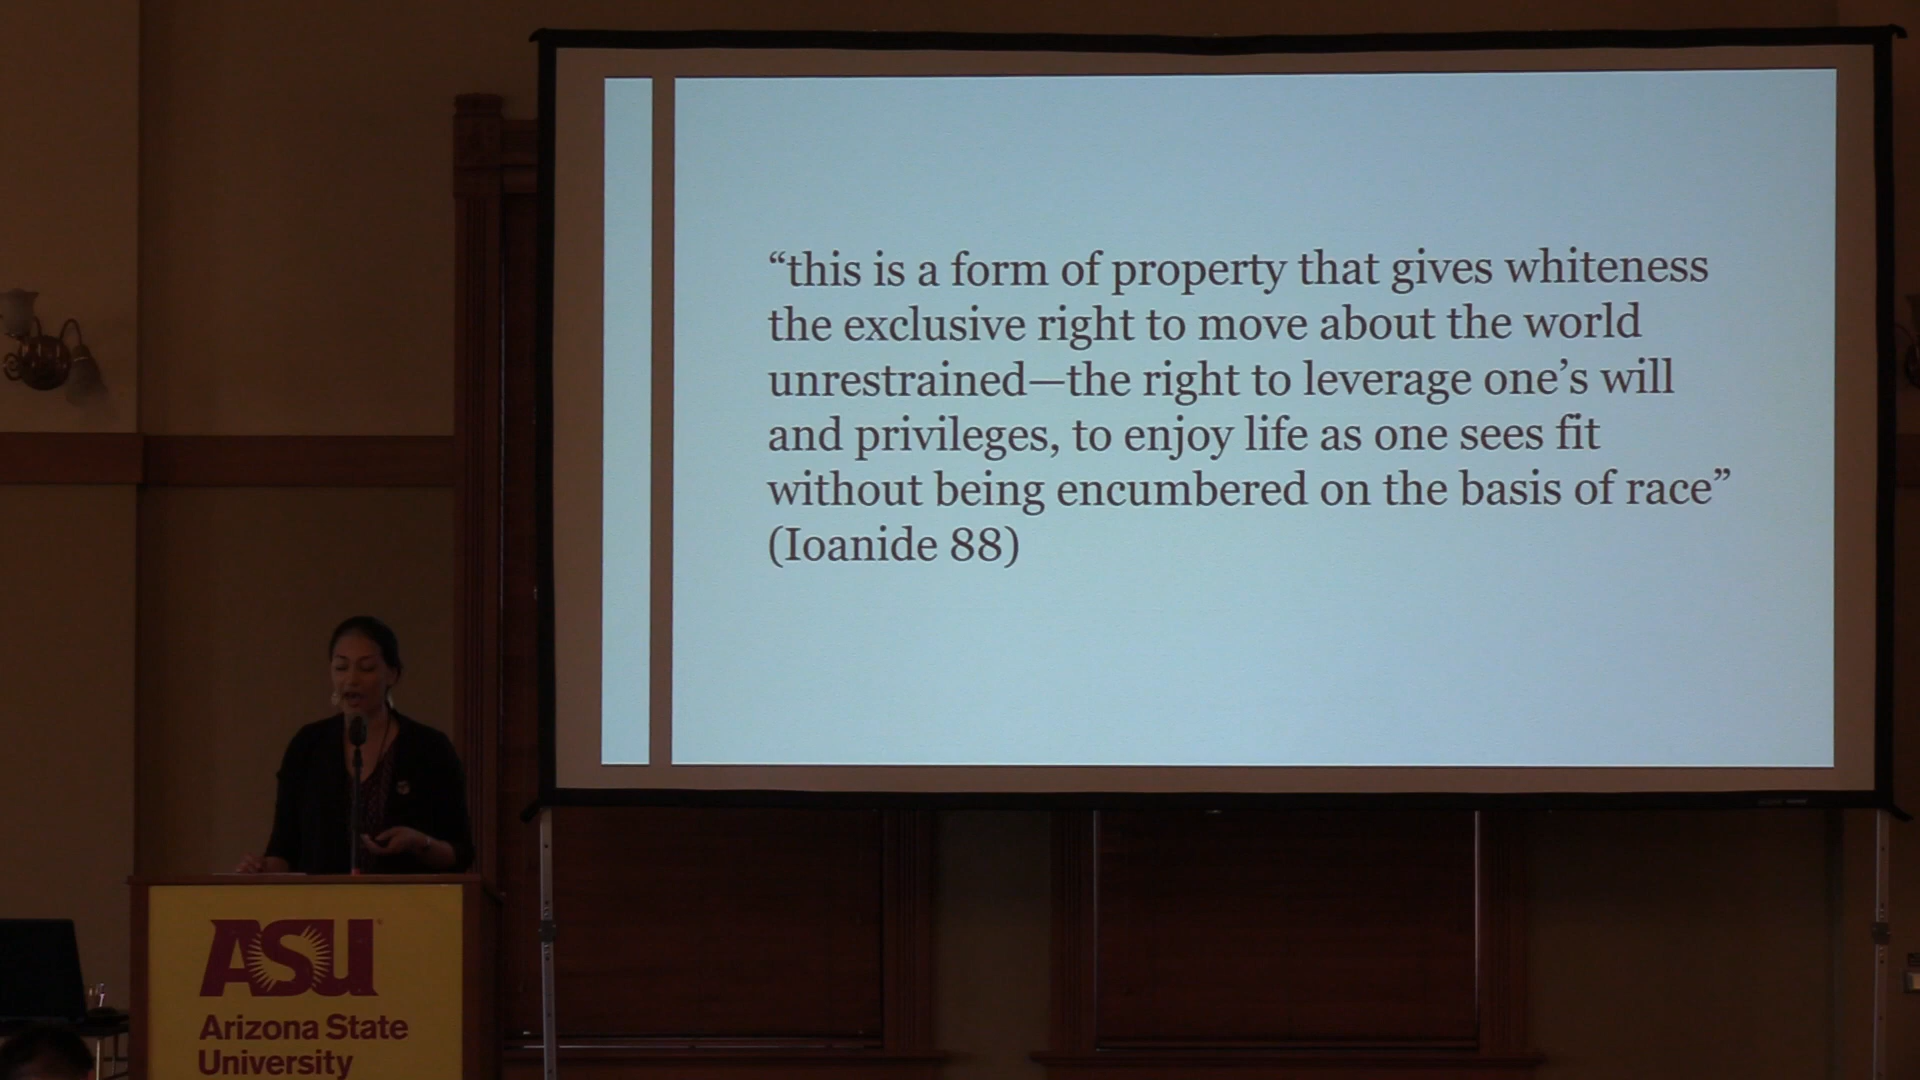 “this is a form of property that gives whiteness
the exclusive right to move about the world
unrestrained—the right to leverage one’s will
and privileges, to enjoy life as one sees fit
without being encumbered on the basis of race”
(Ioanide 88)
ASU
Arizona State
University